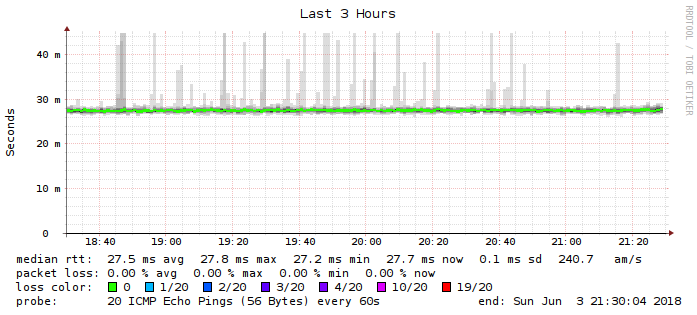 Last 3 Hours
RRDTOOL / TOBI OETIKER
Seconds
40 m
30 m
20 m
10 m
0
18:40 19:00 19:20 19:40 20:00 20:20 20:40 21:00 21:20
median rtt: 27.5 ms avg 27.8 ms max 27.2 ms min 27.7 ms now 0.1 ms sd 240.7 am/s
packet loss: 0.00 % avg 0.00 % max 0.00 % min 0.00 % now
loss color: 0 1/20 2/20 3/20 4/20 10/20 19/20
probe: 20 ICMP Echo Pings (56 Bytes) every 60s end: Sun Jun 3 21:30:04 2018